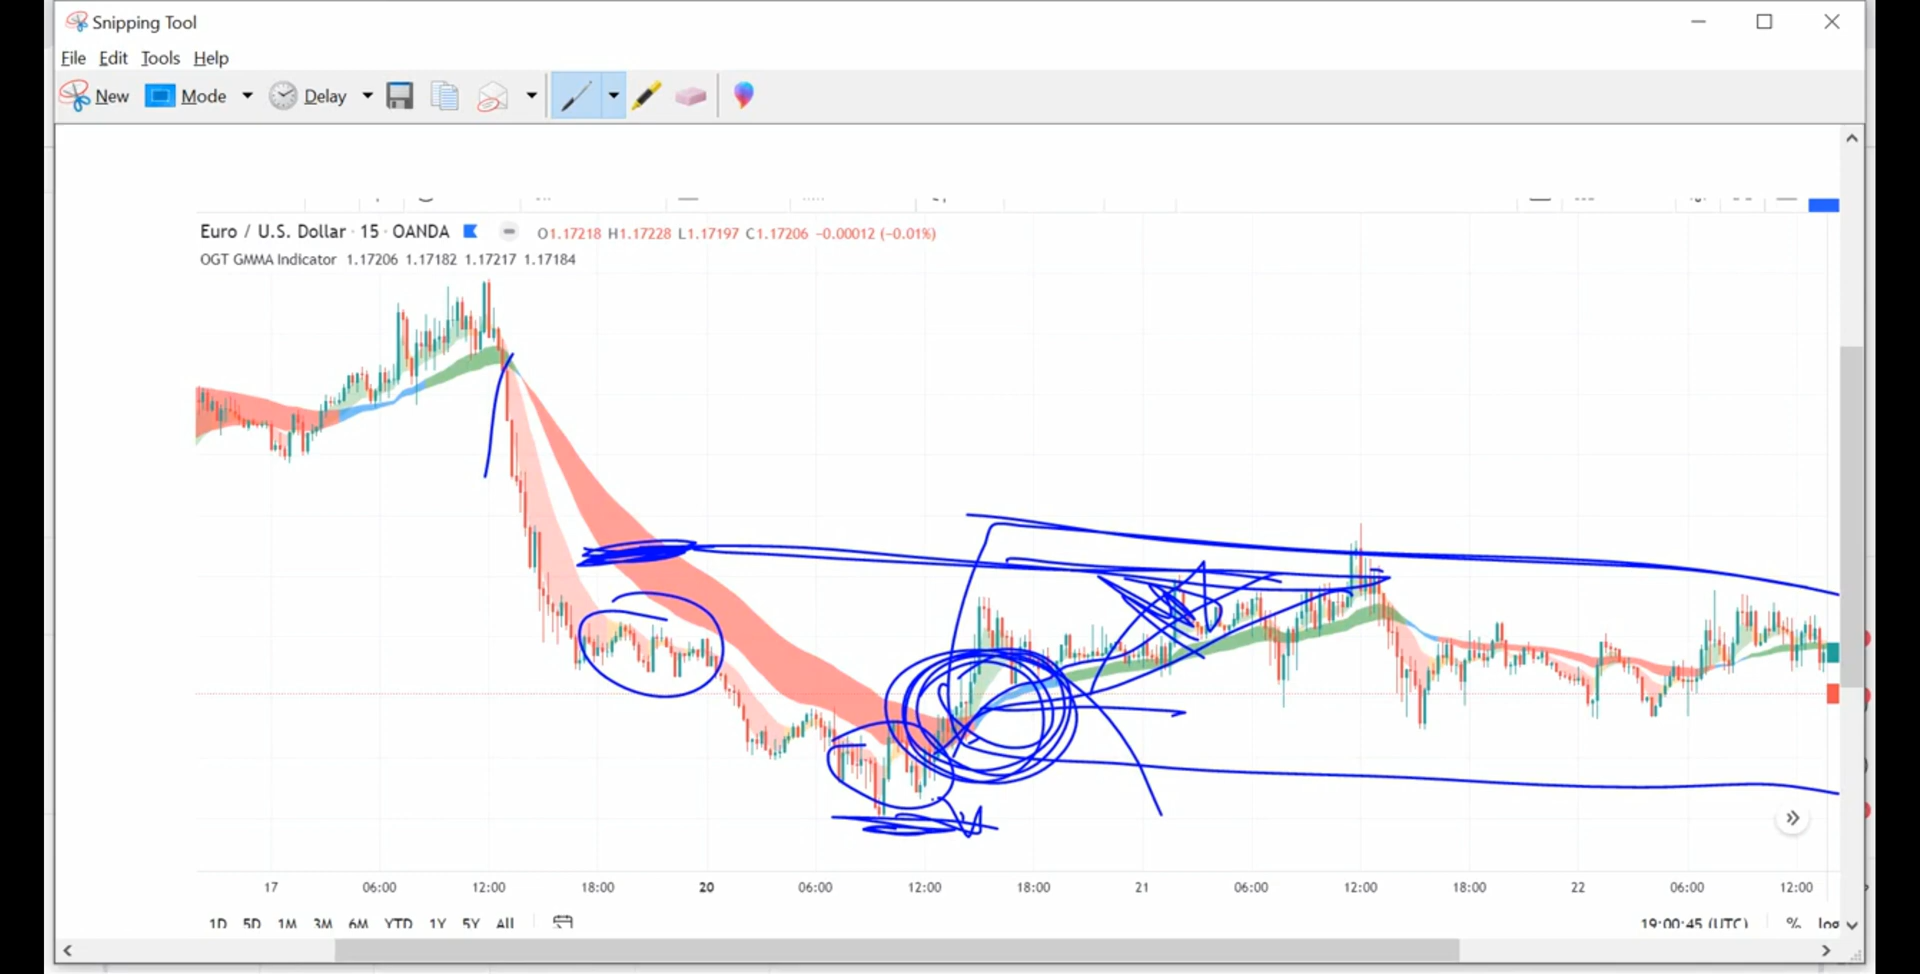 Snipping Tool
File Edit Tools Help
New Mode Delay
Euro / U.S. Dollar · 15 · OANDA O1.17218 H1.17228 L1.17197 C1.17206 −0.00012 (−0.01%)
OGT GMMA Indicator 1.17206 1.17182 1.17217 1.17184
17 06:00 12:00 18:00 20 06:00 12:00 18:00 21 06:00 12:00 18:00 22 06:00 12:00
1D 5D 1M 3M 6M YTD 1Y 5Y All 19:00:45 (UTC) % log